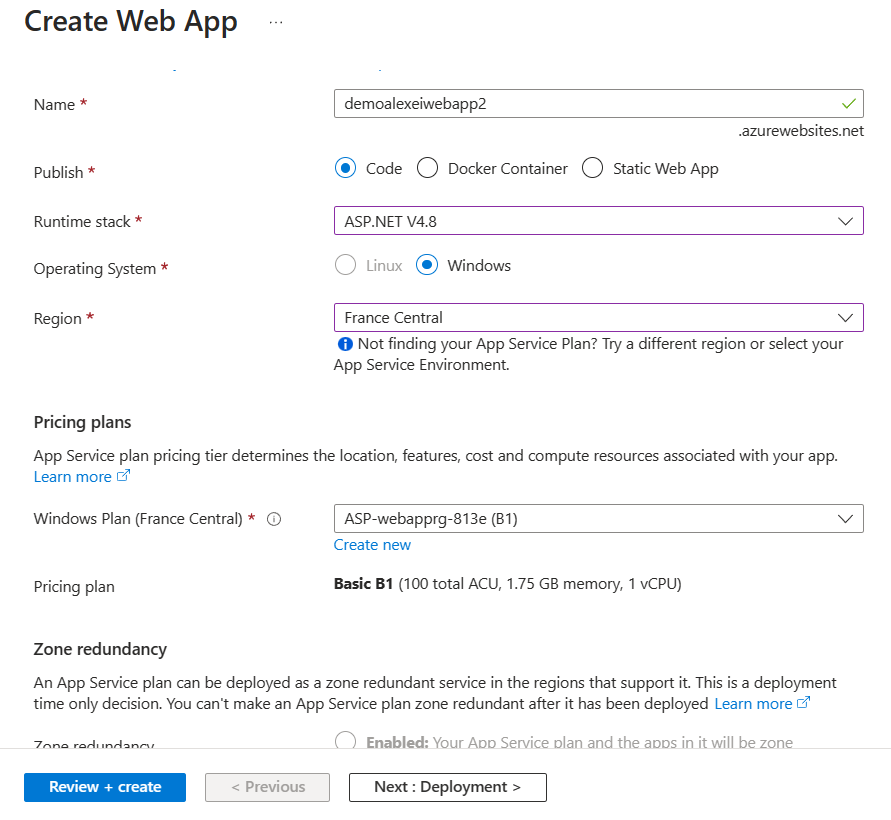 Create Web App ...
Name *
demoalexeiwebapp2
.azurewebsites.net
Publish *
Code Docker Container Static Web App
Runtime stack *
ASP.NET V4.8
Operating System *
Linux Windows
Region *
France Central
Not finding your App Service Plan? Try a different region or select your
App Service Environment.
Pricing plans
App Service plan pricing tier determines the location, features, cost and compute resources associated with your app.
Learn more
Windows Plan (France Central) *
ASP-webapprg-813e (B1)
Create new
Pricing plan
Basic B1 (100 total ACU, 1.75 GB memory, 1 vCPU)
Zone redundancy
An App Service plan can be deployed as a zone redundant service in the regions that support it. This is a deployment
time only decision. You can't make an App Service plan zone redundant after it has been deployed Learn more
Zone redundancy
Enabled: Your App Service plan and the apps in it will be zone
Review + create
< Previous
Next : Deployment >